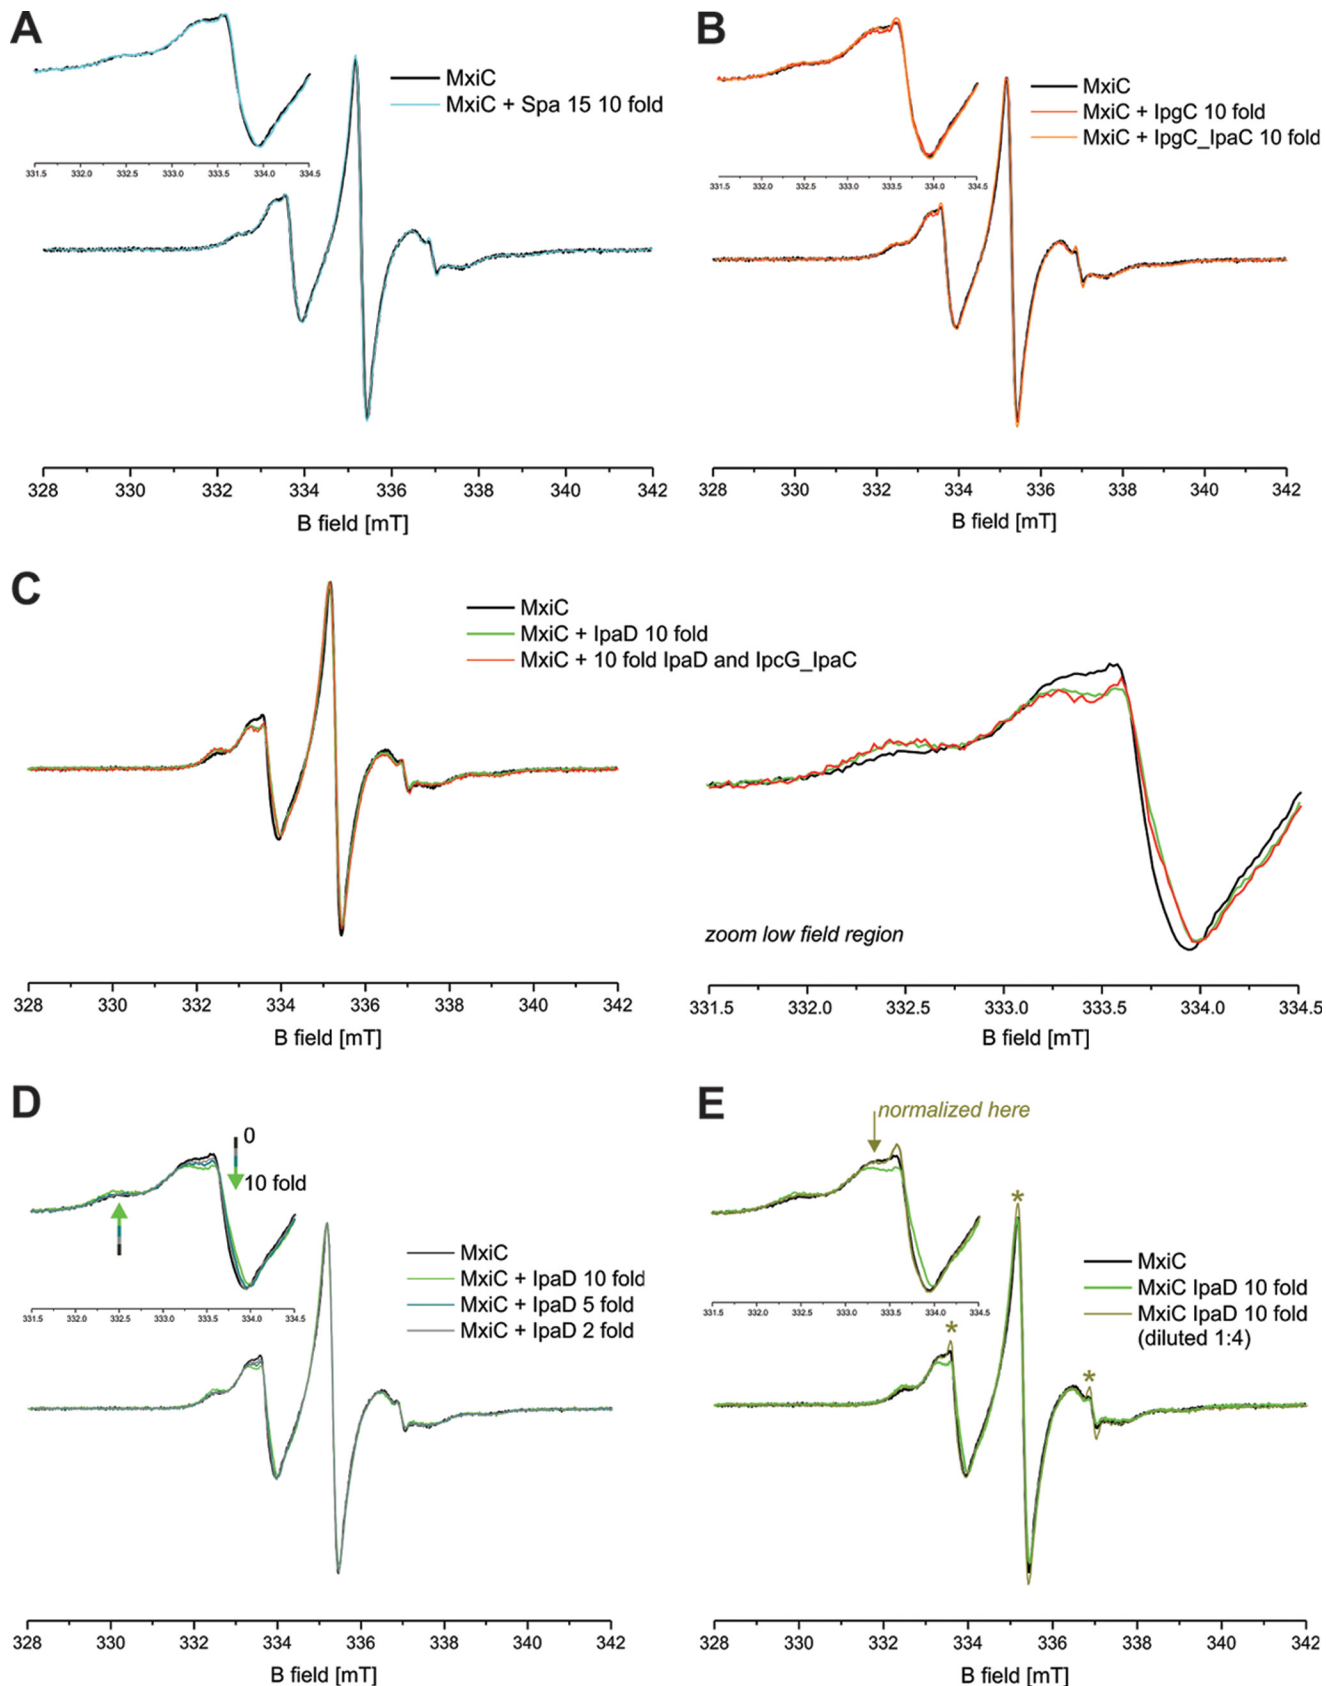 A
MxiC
MxiC + Spa 15 10 fold
331.5 332.0 332.5 333.0 333.5 334.0 334.5
328 330 332 334 336 338 340 342
B field [mT]
B
MxiC
MxiC + IpgC 10 fold
MxiC + IpgC_IpaC 10 fold
331.5 332.0 332.5 333.0 333.5 334.0 334.5
328 330 332 334 336 338 340 342
B field [mT]
C
MxiC
MxiC + IpaD 10 fold
MxiC + 10 fold IpaD and IpcG_IpaC
328 330 332 334 336 338 340 342
B field [mT]
zoom low field region
331.5 332.0 332.5 333.0 333.5 334.0 334.5
B field [mT]
D
0
10 fold
331.5 332.0 332.5 333.0 333.5 334.0 334.5
MxiC
MxiC + IpaD 10 fold
MxiC + IpaD 5 fold
MxiC + IpaD 2 fold
328 330 332 334 336 338 340 342
B field [mT]
E
normalized here
331.5 332.0 332.5 333.0 333.5 334.0 334.5
* * *
MxiC
MxiC IpaD 10 fold
MxiC IpaD 10 fold
(diluted 1:4)
328 330 332 334 336 338 340 342
B field [mT]